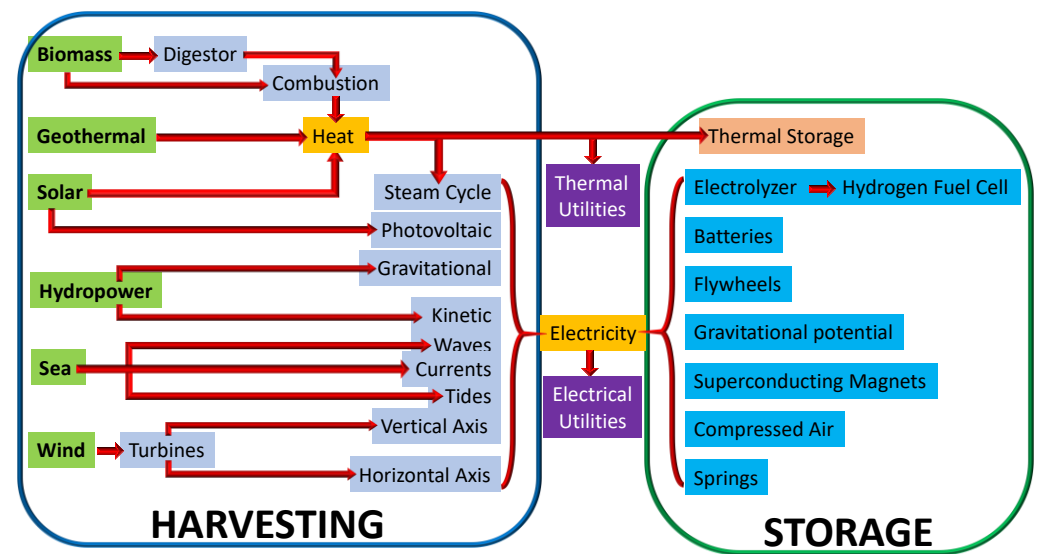 Biomass
Digestor
Combustion
Geothermal
Heat
Thermal Storage
Solar
Steam Cycle
Thermal
Utilities
Electrolyzer
Hydrogen Fuel Cell
Photovoltaic
Batteries
Hydropower
Gravitational
Flywheels
Kinetic
Electricity
Gravitational potential
Sea
Waves
Currents
Tides
Electrical
Utilities
Superconducting Magnets
Wind
Turbines
Vertical Axis
Compressed Air
Horizontal Axis
Springs
HARVESTING
STORAGE